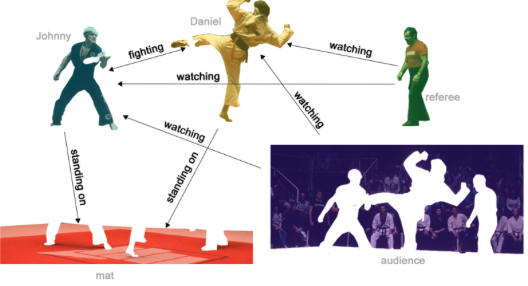 Daniel
Johnny
fighting
watching
watching
referee
watching
watching
standing on
standing on
mat
audience